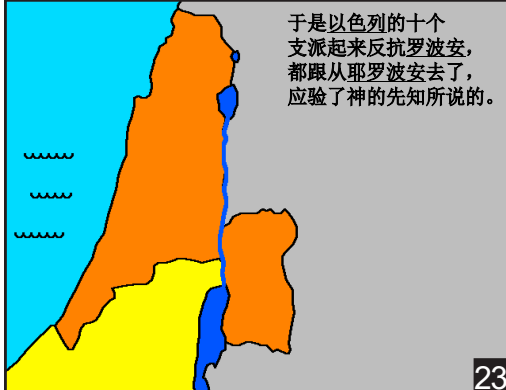 于是以色列的十个
支派起来反抗罗波安，
都跟从耶罗波安去了，
应验了神的先知所说的。
23